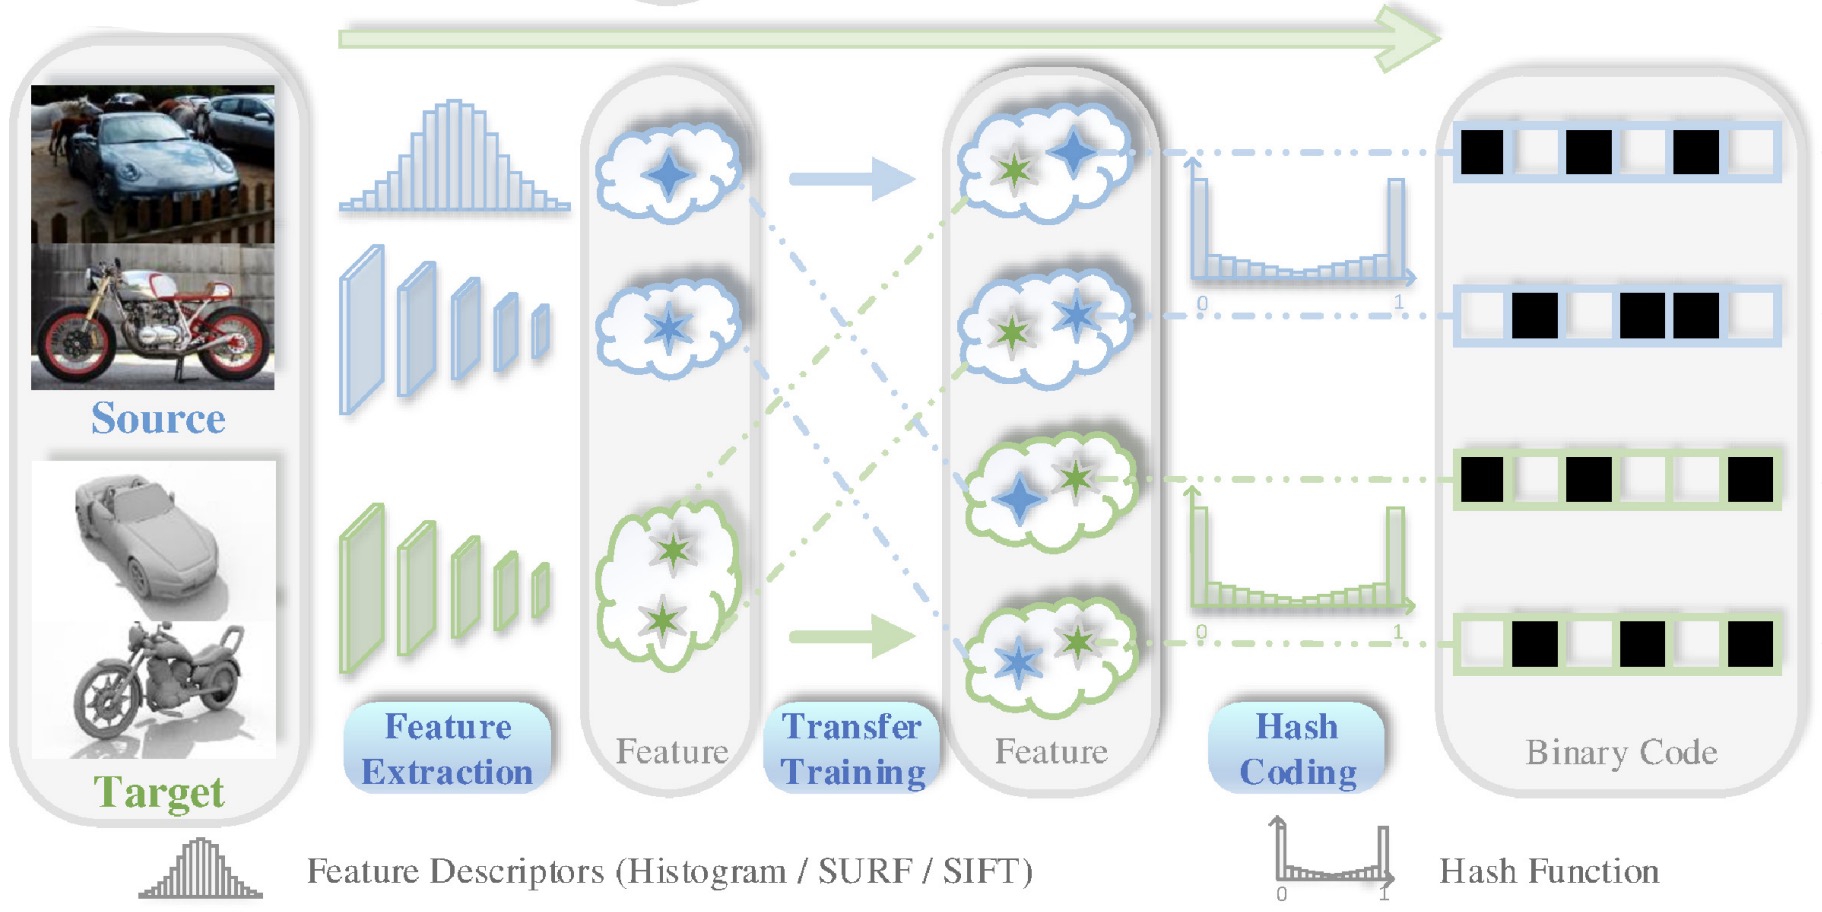 Source
Target
Feature
Extraction
Feature
Transfer
Training
Feature
0
1
0
1
Hash
Coding
Binary Code
Feature Descriptors (Histogram / SURF / SIFT)
0
1
Hash Function